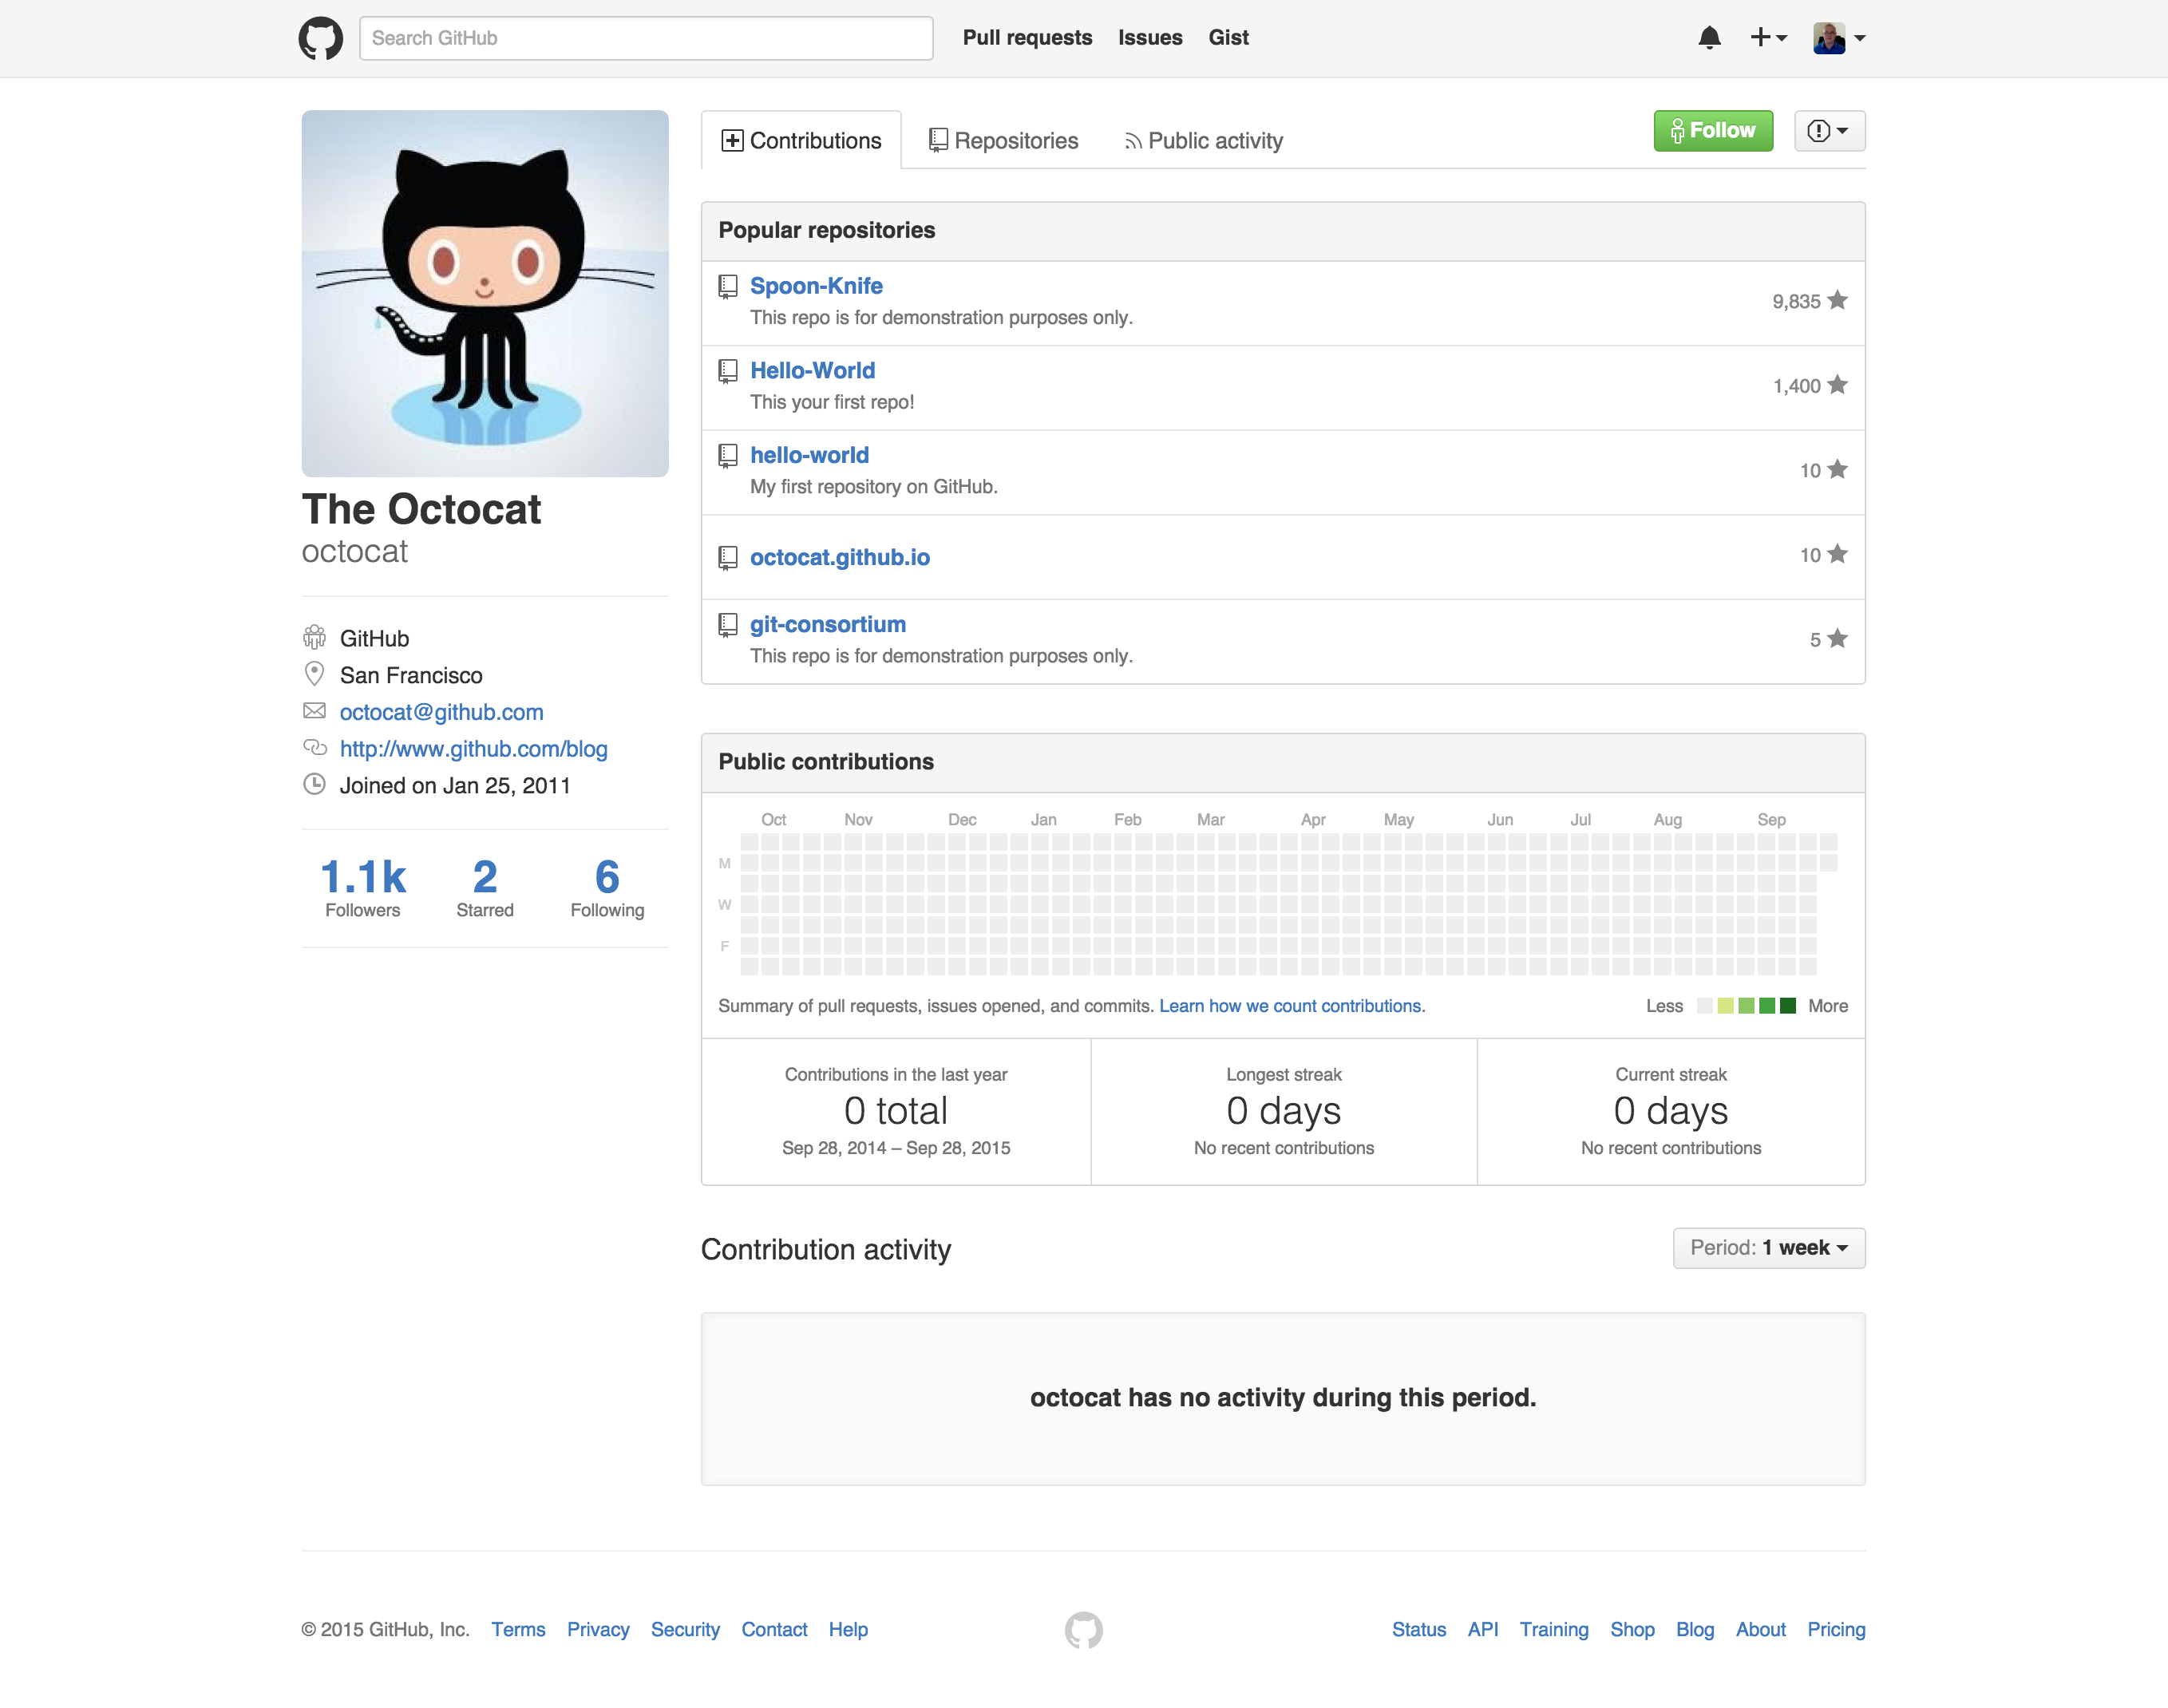 Search GitHub
Pull requests
Issues
Gist
The Octocat
octocat
GitHub
San Francisco
octocat@github.com
http://www.github.com/blog
Joined on Jan 25, 2011
1.1k
Followers
2
Starred
6
Following
Contributions
Repositories
Public activity
Follow
Popular repositories
Spoon-Knife
This repo is for demonstration purposes only.
9,835
Hello-World
This your first repo!
1,400
hello-world
My first repository on GitHub.
10
octocat.github.io
10
git-consortium
This repo is for demonstration purposes only.
5
Public contributions
Oct Nov Dec Jan Feb Mar Apr May Jun Jul Aug Sep
M
W
F
Summary of pull requests, issues opened, and commits. Learn how we count contributions.
Less More
Contributions in the last year
0 total
Sep 28, 2014 – Sep 28, 2015
Longest streak
0 days
No recent contributions
Current streak
0 days
No recent contributions
Contribution activity
Period: 1 week
octocat has no activity during this period.
© 2015 GitHub, Inc. Terms Privacy Security Contact Help
Status API Training Shop Blog About Pricing